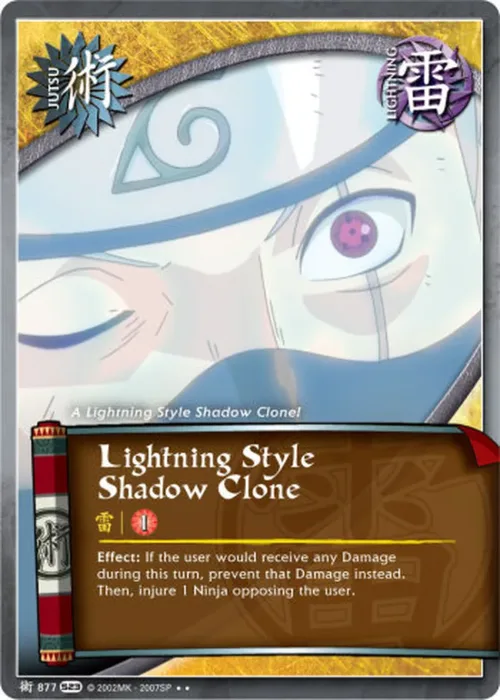 JUTSU 術
LIGHTNING 雷
A Lightning Style Shadow Clone!
Lightning Style
Shadow Clone
雷 | 1
Effect: If the user would receive any Damage
during this turn, prevent that Damage instead.
Then, injure 1 Ninja opposing the user.
術
術 877 S23 © 2002MK - 2007SP